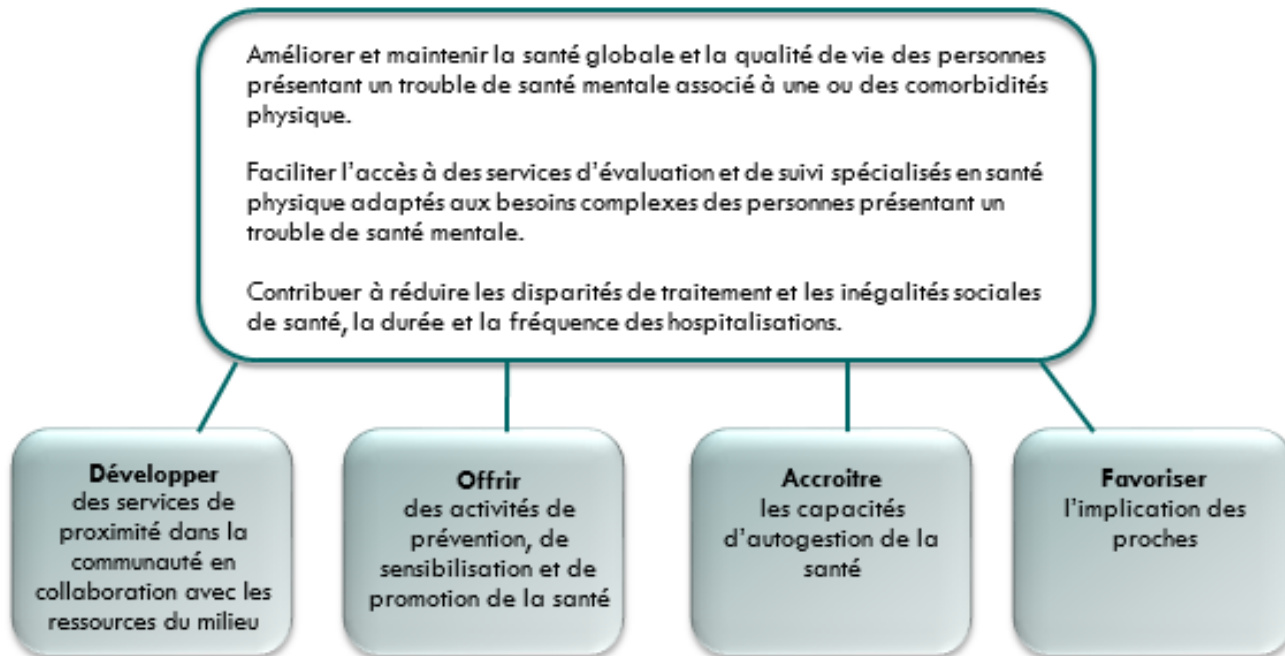 Améliorer et maintenir la santé globale et la qualité de vie des personnes
présentant un trouble de santé mentale associé à une ou des comorbidités
physique.
Faciliter l'accès à des services d'évaluation et de suivi spécialisés en santé
physique adaptés aux besoins complexes des personnes présentant un
trouble de santé mentale.
Contribuer à réduire les disparités de traitement et les inégalités sociales
de santé, la durée et la fréquence des hospitalisations.
Développer
des services de
proximité dans la
communauté en
collaboration avec les
ressources du milieu
Offrir
des activités de
prévention, de
sensibilisation et de
promotion de la santé
Accroître
les capacités
d'autogestion de la
santé
Favoriser
l'implication des
proches